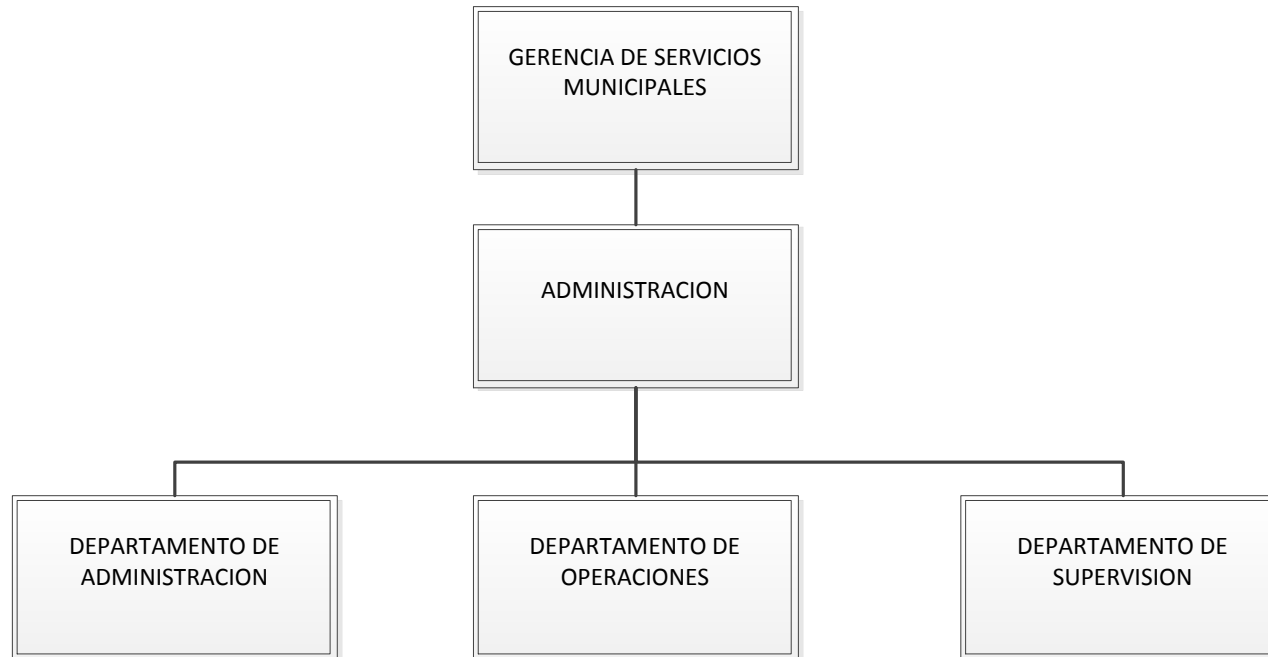 GERENCIA DE SERVICIOS
MUNICIPALES
ADMINISTRACION
DEPARTAMENTO DE
ADMINISTRACION
DEPARTAMENTO DE
OPERACIONES
DEPARTAMENTO DE
SUPERVISION